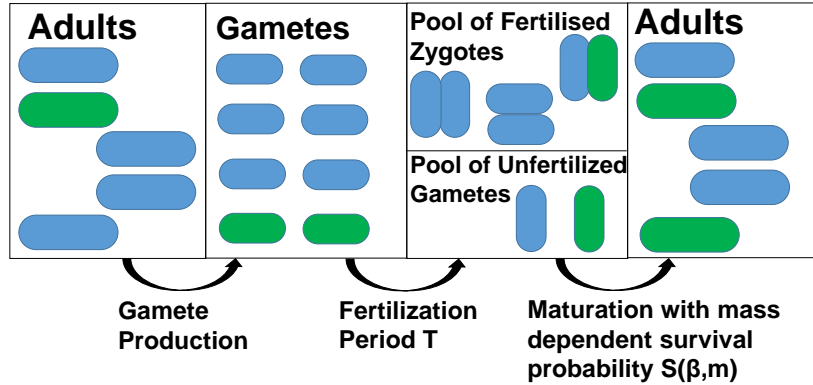 Adults
Gametes
Pool of Fertilised
Zygotes
Pool of Unfertilized
Gametes
Adults
Gamete
Production
Fertilization
Period T
Maturation with mass
dependent survival
probability S(β,m)